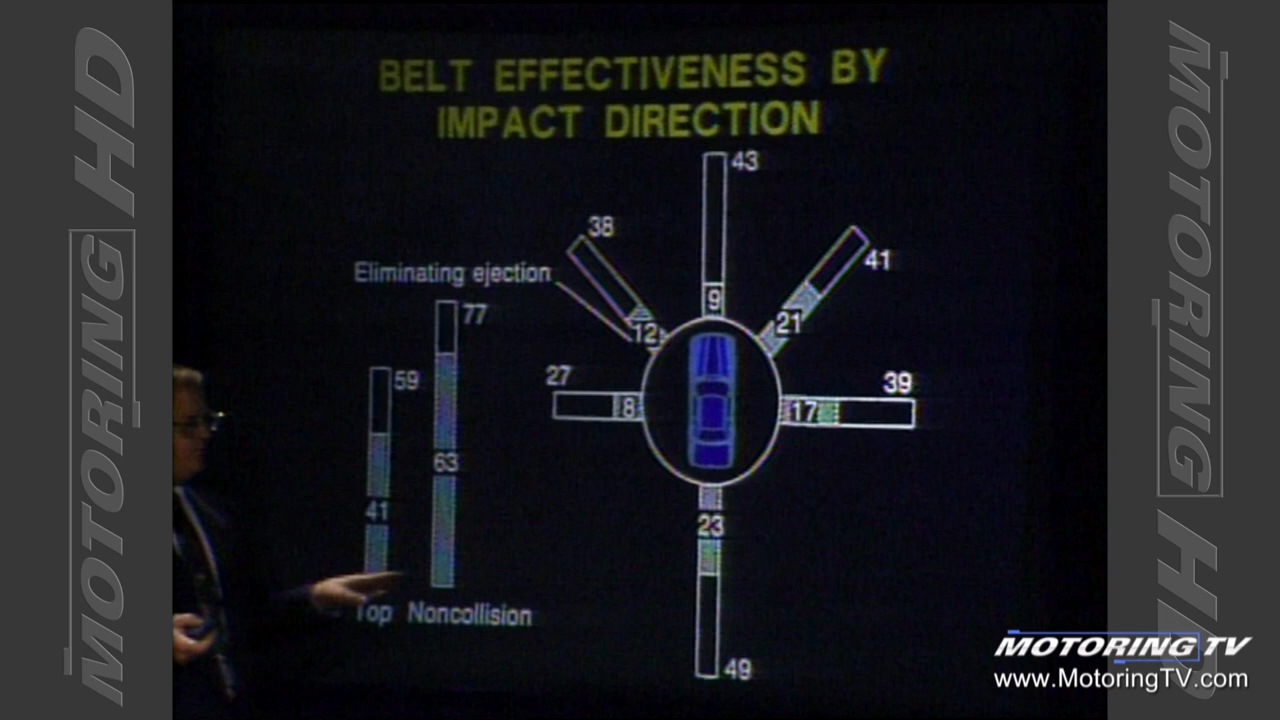 MOTORING HD
BELT EFFECTIVENESS BY
IMPACT DIRECTION
43
38
41
Eliminating ejection
9
21
12
77
59
27
8
17
39
63
41
23
Top Noncollision
49
MOTORING HD
MOTORING TV
www.MotoringTV.com